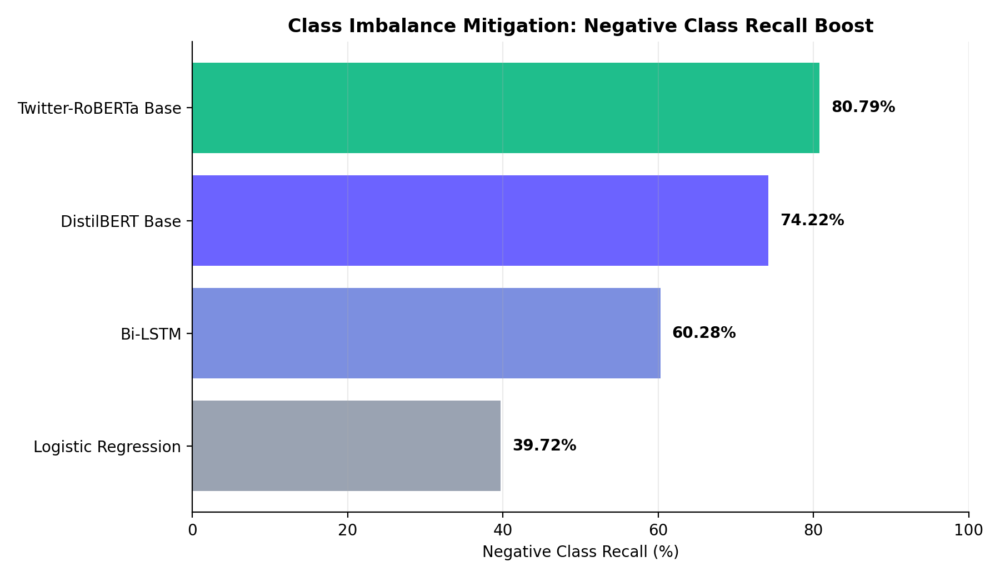 Class Imbalance Mitigation: Negative Class Recall Boost
Twitter-RoBERTa Base
80.79%
DistilBERT Base
74.22%
Bi-LSTM
60.28%
Logistic Regression
39.72%
0 20 40 60 80 100
Negative Class Recall (%)